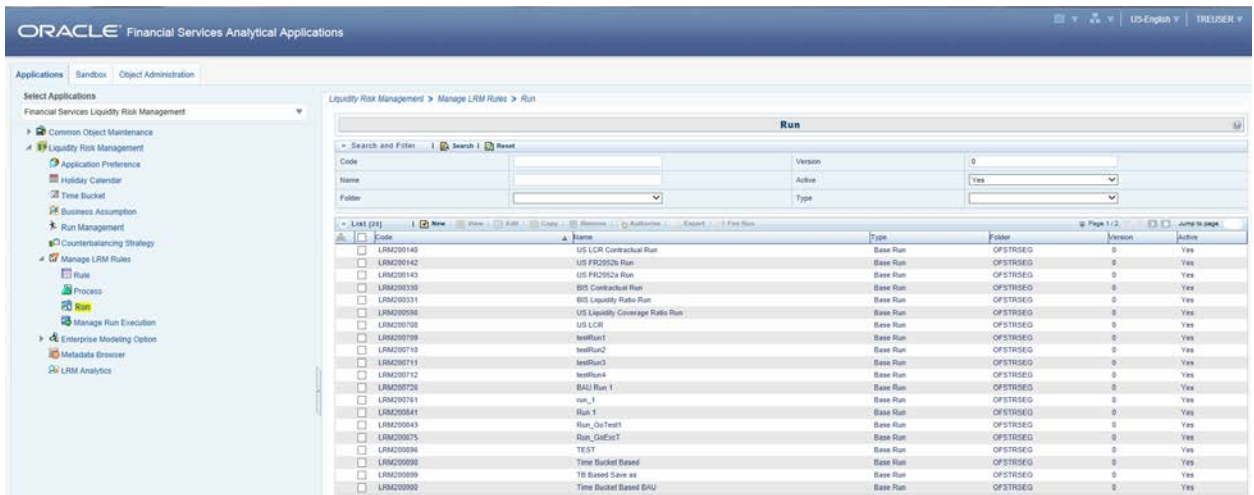 ORACLE® Financial Services Analytical Applications
US-English TREUSER
Applications Sandbox Object Administration
Select Applications
Financial Services Liquidity Risk Management
Common Object Maintenance
Liquidity Risk Management
Application Preference
Holiday Calendar
Time Bucket
Business Assumption
Run Management
Counterbalancing Strategy
Manage LRM Rules
Rule
Process
Run
Manage Run Execution
Enterprise Modeling Option
Metadata Browser
LRM Analytics
Liquidity Risk Management > Manage LRM Rules > Run
Run
Search and Filter | Search | Reset
Code Version 0
Name Active Yes
Folder Type
List [21] | New View Edit Copy Remove Authorize Export Fire Run Page 1/2 Jump to page
Code Name Type Folder Version Active
LRM200140 US LCR Contractual Run Base Run OFSTRSEG 0 Yes
LRM200142 US FR2052b Run Base Run OFSTRSEG 0 Yes
LRM200143 US FR2052a Run Base Run OFSTRSEG 0 Yes
LRM200330 BIS Contractual Run Base Run OFSTRSEG 0 Yes
LRM200331 BIS Liquidity Ratio Run Base Run OFSTRSEG 0 Yes
LRM200598 US Liquidity Coverage Ratio Run Base Run OFSTRSEG 0 Yes
LRM200708 US LCR Base Run OFSTRSEG 0 Yes
LRM200709 testRun1 Base Run OFSTRSEG 0 Yes
LRM200710 testRun2 Base Run OFSTRSEG 0 Yes
LRM200711 testRun3 Base Run OFSTRSEG 0 Yes
LRM200712 testRun4 Base Run OFSTRSEG 0 Yes
LRM200728 BAU Run 1 Base Run OFSTRSEG 0 Yes
LRM200761 run_1 Base Run OFSTRSEG 0 Yes
LRM200841 Run 1 Base Run OFSTRSEG 0 Yes
LRM200843 Run_GoTest1 Base Run OFSTRSEG 0 Yes
LRM200875 Run_GoExcT Base Run OFSTRSEG 0 Yes
LRM200896 TEST Base Run OFSTRSEG 0 Yes
LRM200898 Time Bucket Based Base Run OFSTRSEG 0 Yes
LRM200899 TB Based Save as Base Run OFSTRSEG 0 Yes
LRM200900 Time Bucket Based BAU Base Run OFSTRSEG 0 Yes